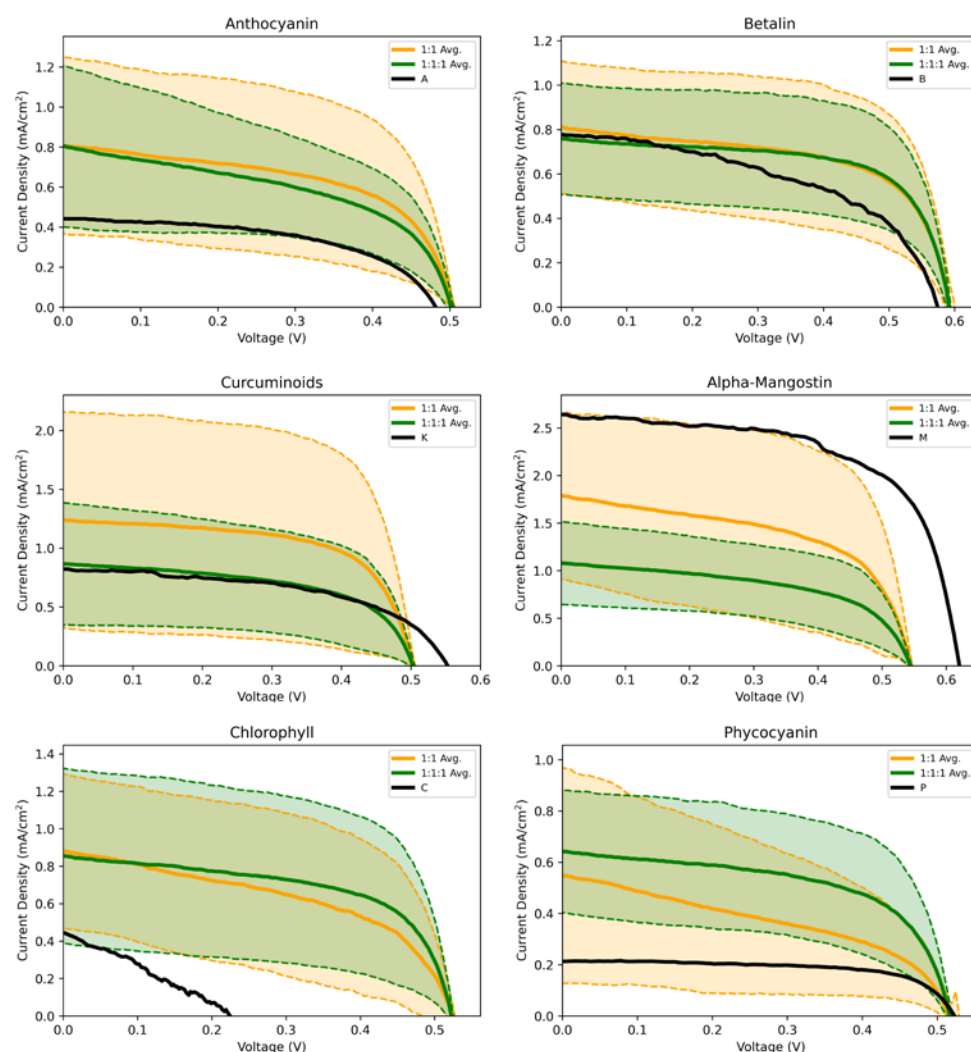 Anthocyanin
1:1 Avg.
1:1:1 Avg.
A
Current Density (mA/cm²)
1.2
1.0
0.8
0.6
0.4
0.2
0.0
0.0 0.1 0.2 0.3 0.4 0.5
Voltage (V)
Betalin
1:1 Avg.
1:1:1 Avg.
B
Current Density (mA/cm²)
1.2
1.0
0.8
0.6
0.4
0.2
0.0
0.0 0.1 0.2 0.3 0.4 0.5 0.6
Voltage (V)
Curcuminoids
1:1 Avg.
1:1:1 Avg.
K
Current Density (mA/cm²)
2.0
1.5
1.0
0.5
0.0
0.0 0.1 0.2 0.3 0.4 0.5 0.6
Voltage (V)
Alpha-Mangostin
1:1 Avg.
1:1:1 Avg.
M
Current Density (mA/cm²)
2.5
2.0
1.5
1.0
0.5
0.0
0.0 0.1 0.2 0.3 0.4 0.5 0.6
Voltage (V)
Chlorophyll
1:1 Avg.
1:1:1 Avg.
C
Current Density (mA/cm²)
1.4
1.2
1.0
0.8
0.6
0.4
0.2
0.0
0.0 0.1 0.2 0.3 0.4 0.5
Voltage (V)
Phycocyanin
1:1 Avg.
1:1:1 Avg.
P
Current Density (mA/cm²)
1.0
0.8
0.6
0.4
0.2
0.0
0.0 0.1 0.2 0.3 0.4 0.5
Voltage (V)